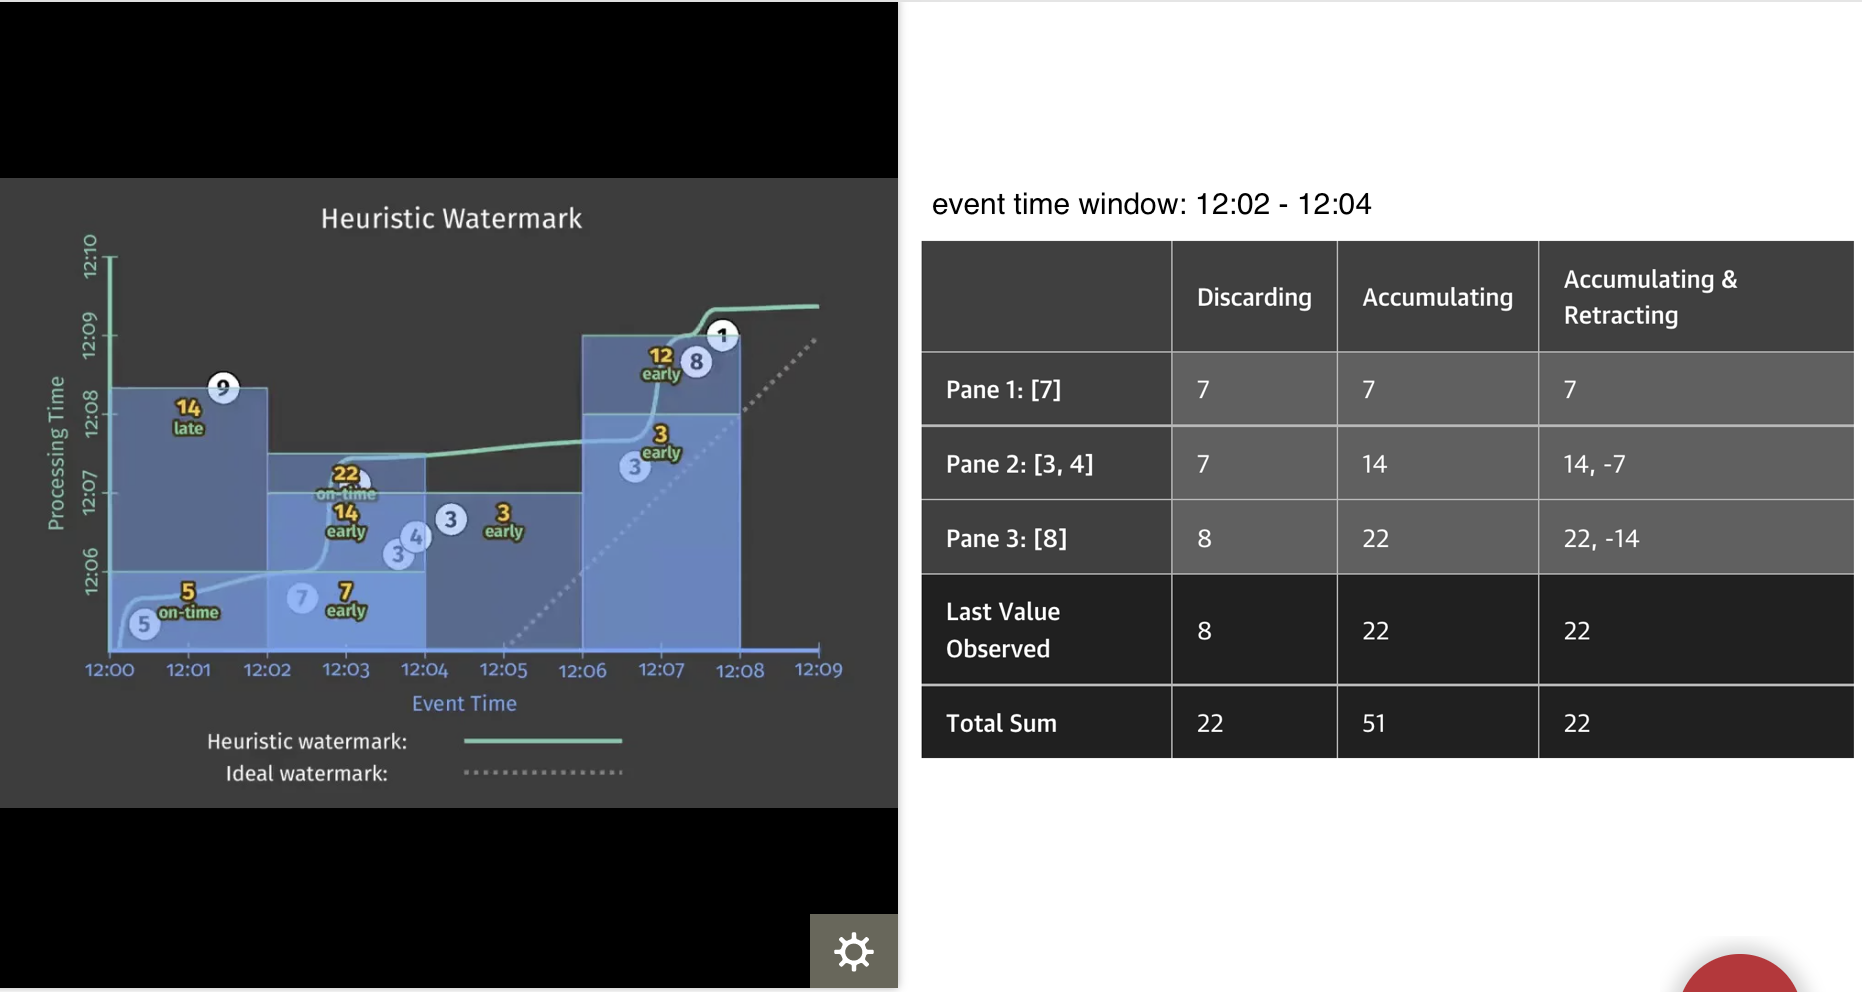 Heuristic Watermark
12:10
12:09
12:08
12:07
12:06
Processing Time
9
14
late
5
on-time
5
22
on-time
14
early
3
4
7
7
early
3
3
early
12
early
8
1
3
early
3
12:00 12:01 12:02 12:03 12:04 12:05 12:06 12:07 12:08 12:09
Event Time
Heuristic watermark:
Ideal watermark:
event time window: 12:02 - 12:04
Discarding Accumulating Accumulating &
Retracting
Pane 1: [7] 7 7 7
Pane 2: [3, 4] 7 14 14, -7
Pane 3: [8] 8 22 22, -14
Last Value
Observed 8 22 22
Total Sum 22 51 22